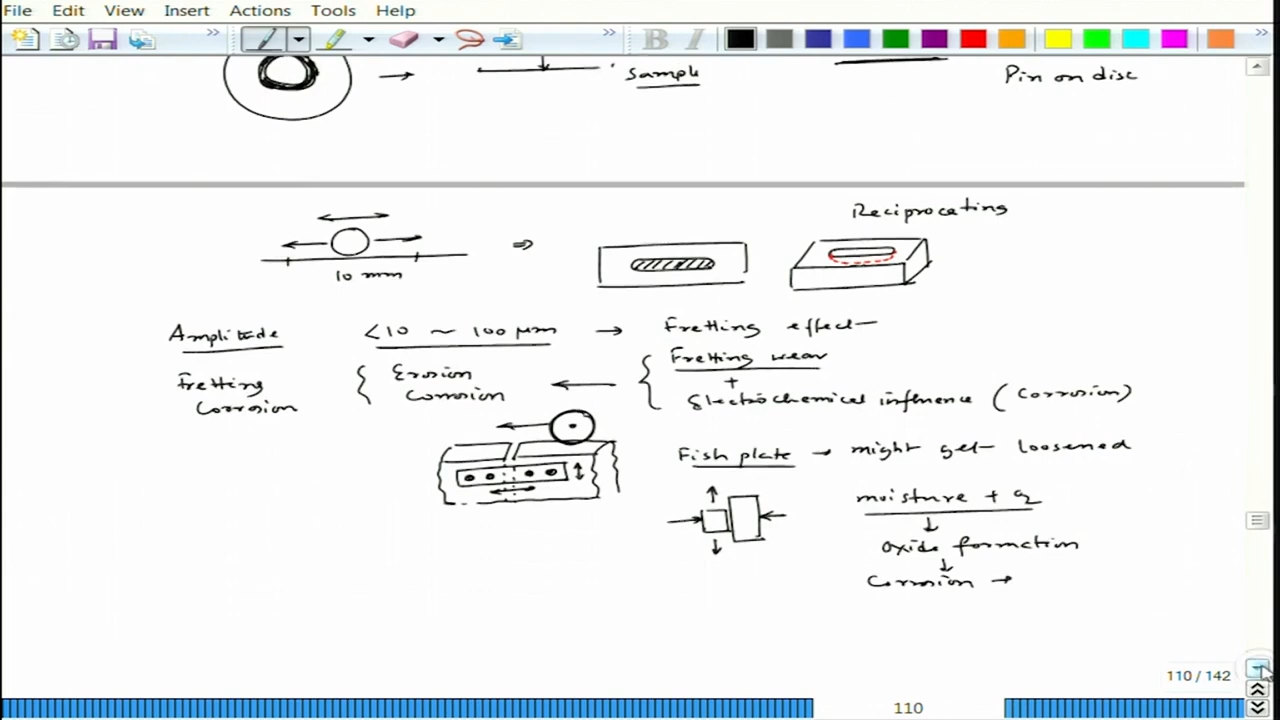 File Edit View Insert Actions Tools Help
sample
Pin on disc
Reciprocating
10 mm
Amplitude <10 ~ 100 μm → Fretting effect
Fretting Corrosion
{ Erosion Corrosion
← { Fretting wear
+
Electrochemical influence (Corrosion)
Fish plate → might get loosened
moisture + O2
↓
oxide formation
↓
Corrosion →
110 / 142
110